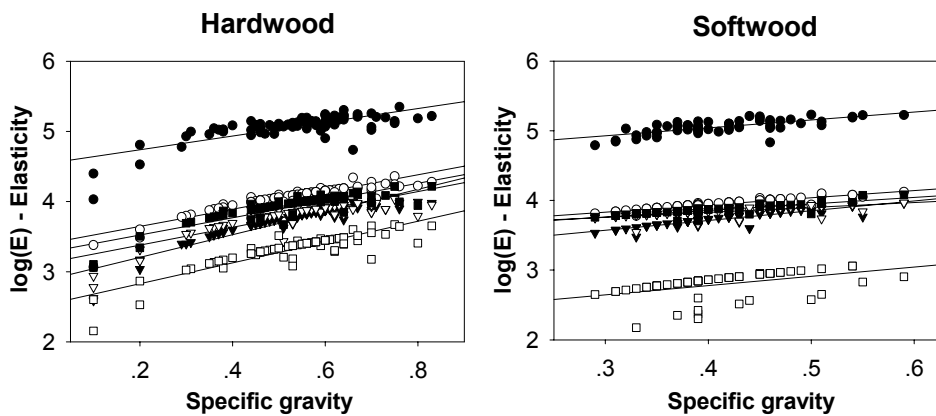 Hardwood
log(E) - Elasticity
6
5
4
3
2
.2 .4 .6 .8
Specific gravity
Softwood
log(E) - Elasticity
6
5
4
3
2
.3 .4 .5 .6
Specific gravity